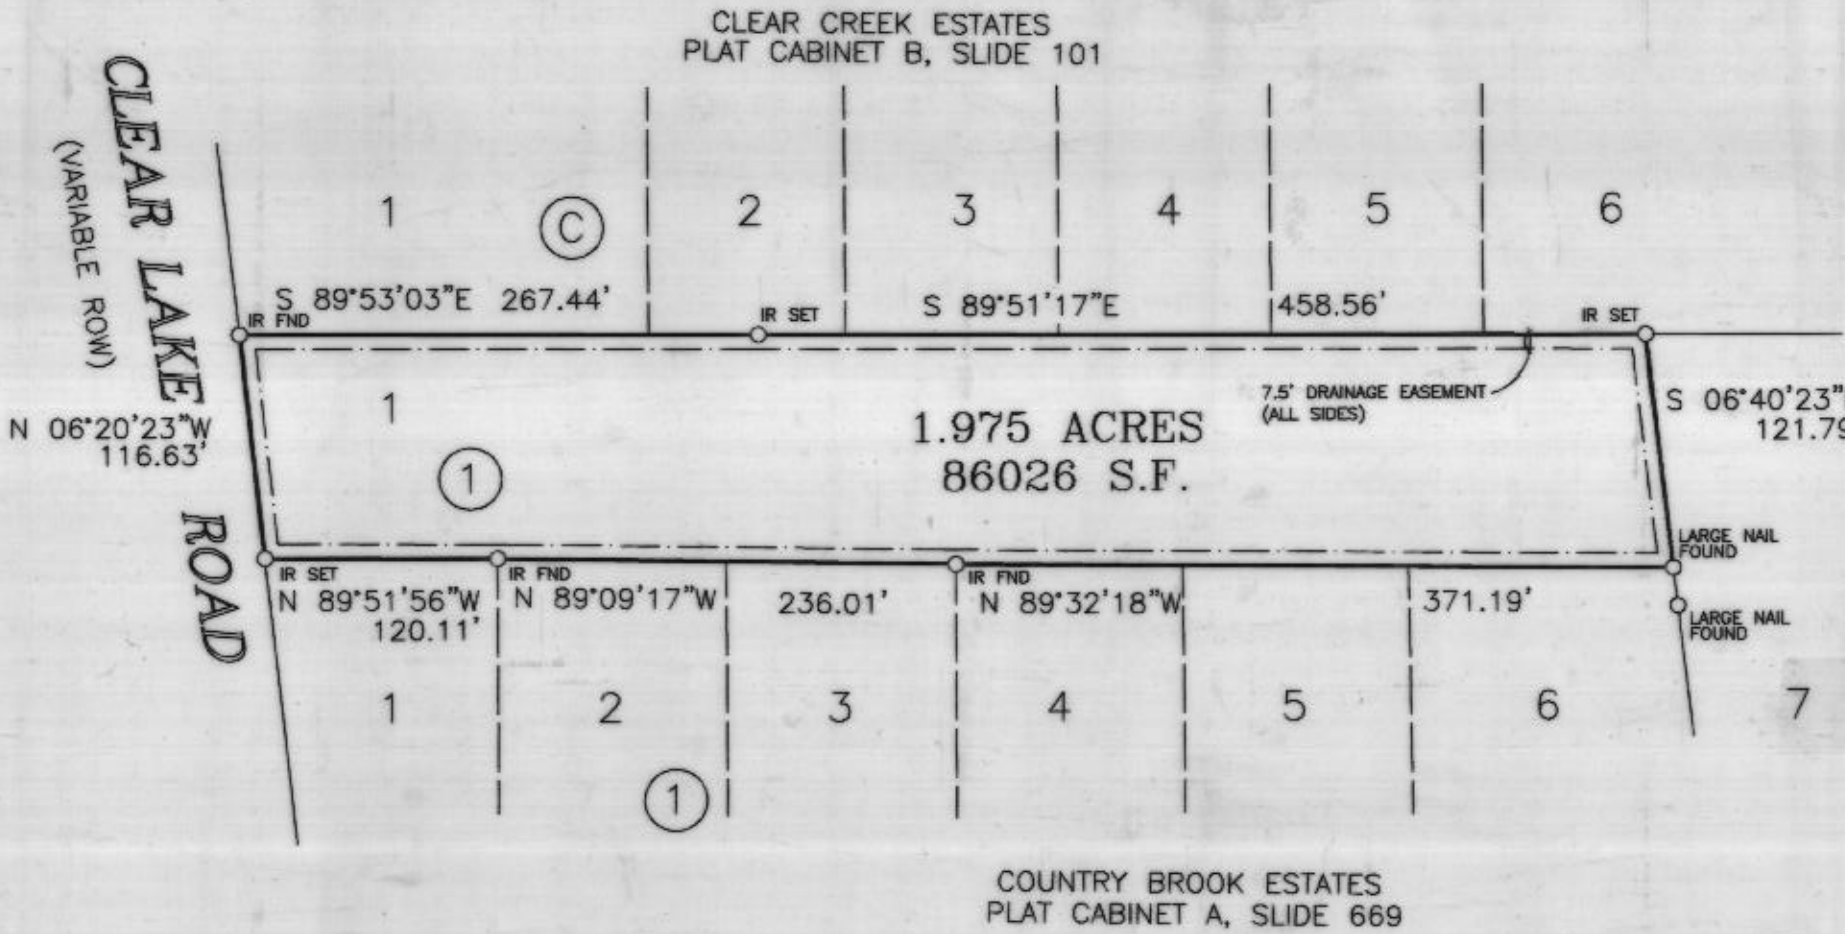 CLEAR CREEK ESTATES
PLAT CABINET B, SLIDE 101
CLEAR LAKE ROAD
(VARIABLE ROW)
1
C
2
3
4
5
6
S 89°53'03"E 267.44'
S 89°51'17"E 458.56'
IR FND
IR SET
IR SET
1
1
1.975 ACRES
86026 S.F.
7.5' DRAINAGE EASEMENT
(ALL SIDES)
N 06°20'23"W
116.63'
S 06°40'23"
121.79
LARGE NAIL
FOUND
LARGE NAIL
FOUND
IR SET
N 89°51'56"W
120.11'
IR FND
N 89°09'17"W 236.01'
IR FND
N 89°32'18"W 371.19'
1
2
3
4
5
6
7
1
COUNTRY BROOK ESTATES
PLAT CABINET A, SLIDE 669